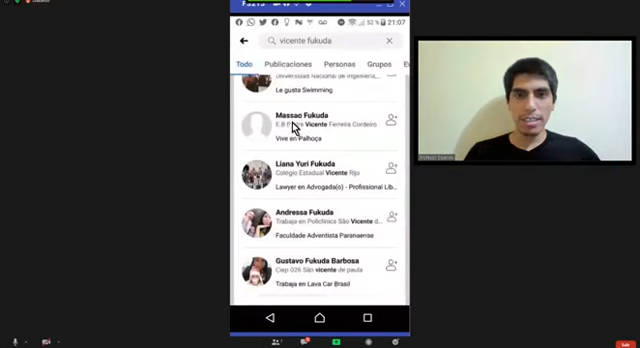 F3213
32 % 21:07
vicente fukuda
Todo Publicaciones Personas Grupos
Universidad Nacional de Ingeniería,...
Le gusta Swimming
Massao Fukuda
Vicente Ferreira Cordeiro
Vive en Palhoça
Liana Yuri Fukuda
Colégio Estadual Vicente Rijo
Lawyer en Advogada(o) - Profissional Lib...
Andressa Fukuda
Trabaja en Policlínica São Vicente d...
Faculdade Adventista Paranaense
Gustavo Fukuda Barbosa
Ciep 026 São vicente de paula
Trabaja en Lava Car Brasil